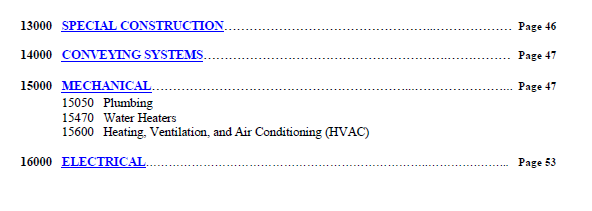 13000 SPECIAL CONSTRUCTION.......................................................................... Page 46
14000 CONVEYING SYSTEMS.............................................................................. Page 47
15000 MECHANICAL.......................................................................................... Page 47
15050 Plumbing
15470 Water Heaters
15600 Heating, Ventilation, and Air Conditioning (HVAC)
16000 ELECTRICAL........................................................................................... Page 53